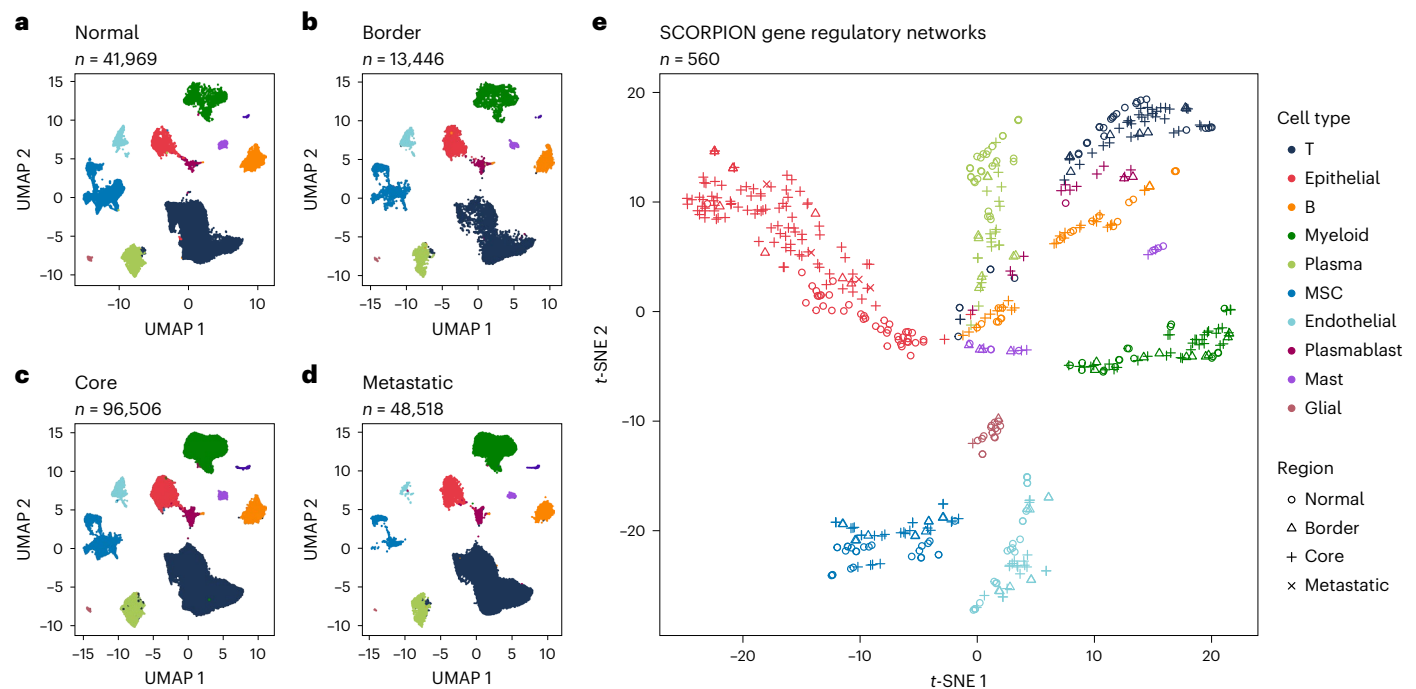 a
Normal
n = 41,969
15
10
5
0
−5
−10
−10
0
10
UMAP 2
UMAP 1
b
Border
n = 13,446
15
10
5
0
−5
−10
−15
−10
−5
0
5
10
UMAP 2
UMAP 1
c
Core
n = 96,506
15
10
5
0
−5
−10
−15
−10
−5
0
5
10
UMAP 2
UMAP 1
d
Metastatic
n = 48,518
15
10
5
0
−5
−10
−15
−10
−5
0
5
10
UMAP 2
UMAP 1
e
SCORPION gene regulatory networks
n = 560
20
10
0
−10
−20
−20
−10
0
10
20
t-SNE 2
t-SNE 1
Cell type
T
Epithelial
B
Myeloid
Plasma
MSC
Endothelial
Plasmablast
Mast
Glial
Region
Normal
Border
Core
Metastatic